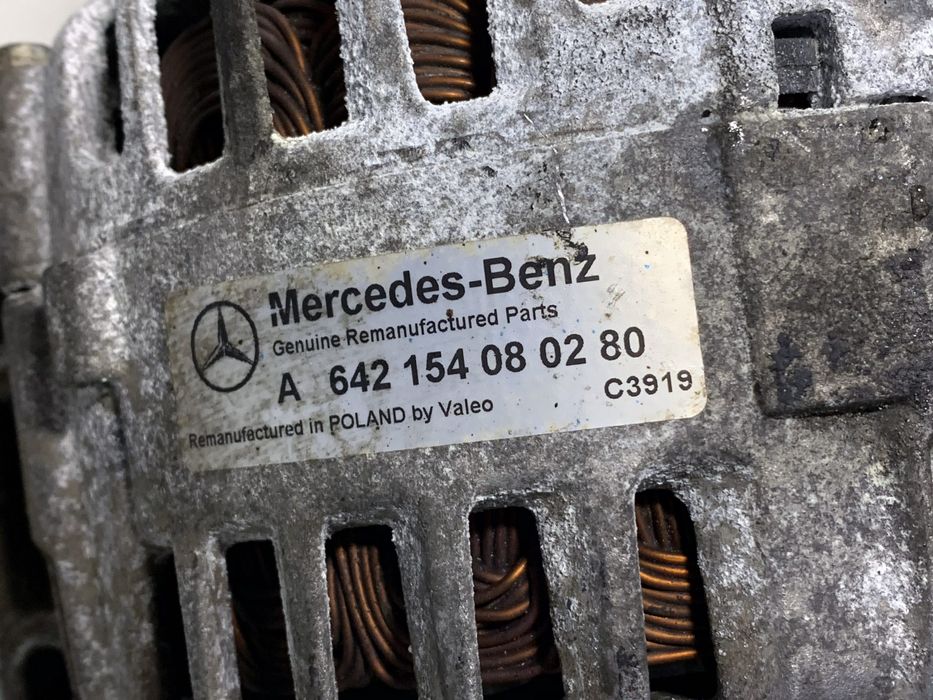 Mercedes-Benz
Genuine Remanufactured Parts
A 642 154 08 02 80
C3919
Remanufactured in POLAND by Valeo